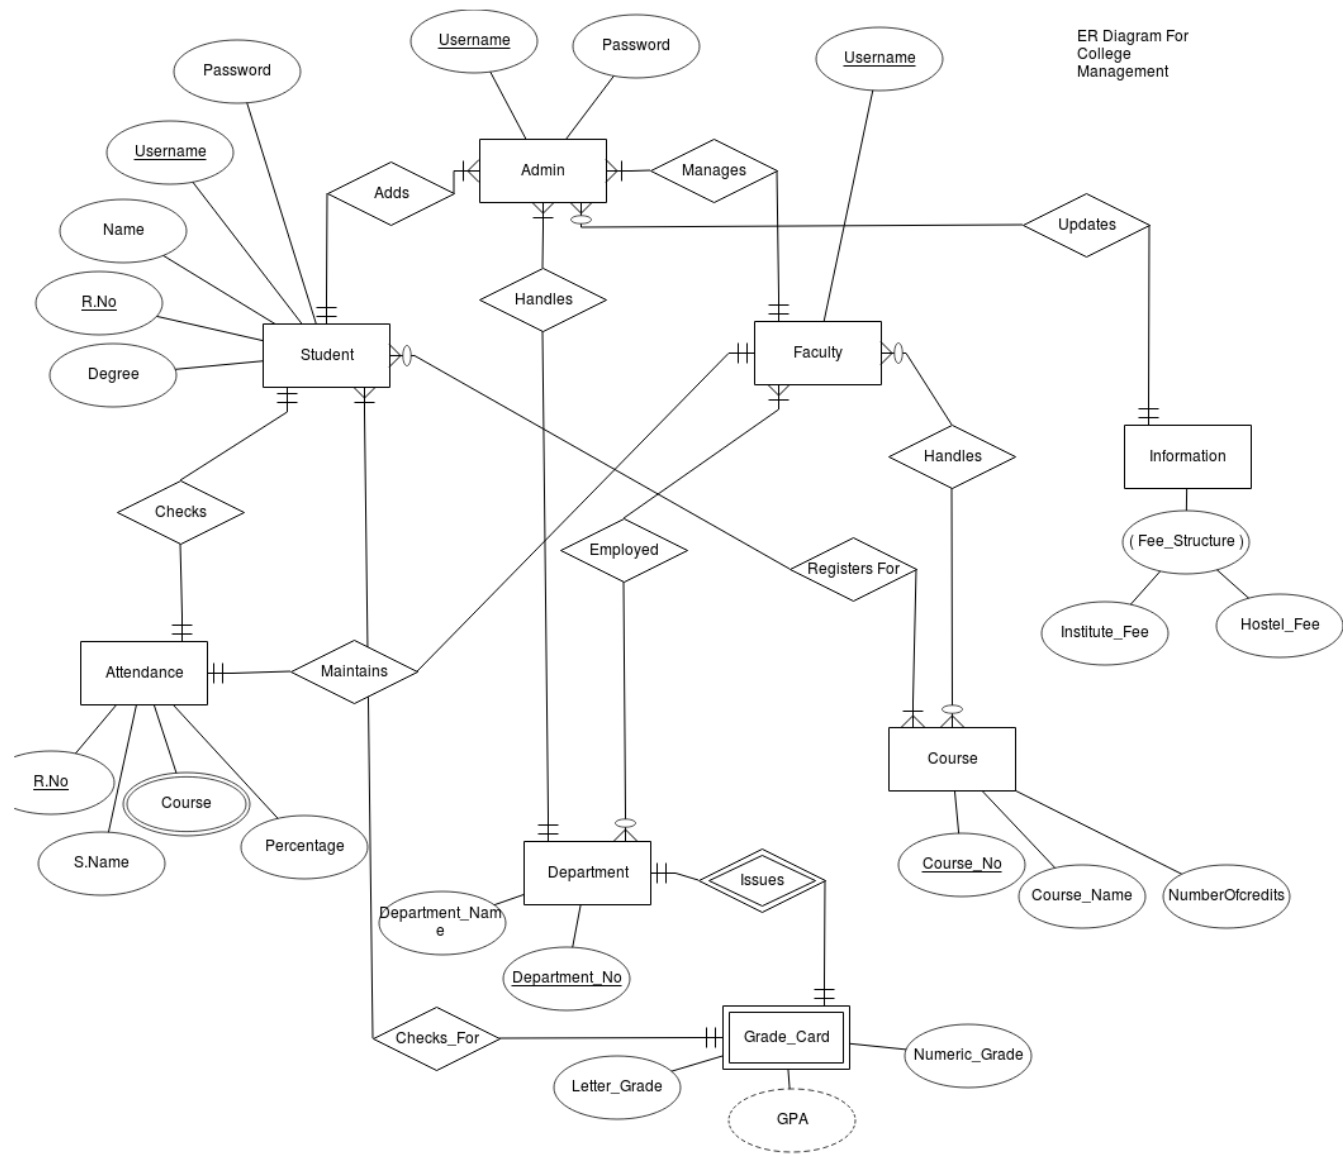 ER Diagram For
College
Management
Username
Password
Username
Password
Username
Name
R.No
Degree
Admin
Adds
Manages
Updates
Handles
Student
Faculty
Handles
Information
Checks
Employed
Registers For
( Fee_Structure )
Institute_Fee
Hostel_Fee
Attendance
Maintains
R.No
Course
S.Name
Percentage
Course
Department
Issues
Course_No
Course_Name
NumberOfcredits
Department_Nam
e
Department_No
Checks_For
Grade_Card
Numeric_Grade
Letter_Grade
GPA